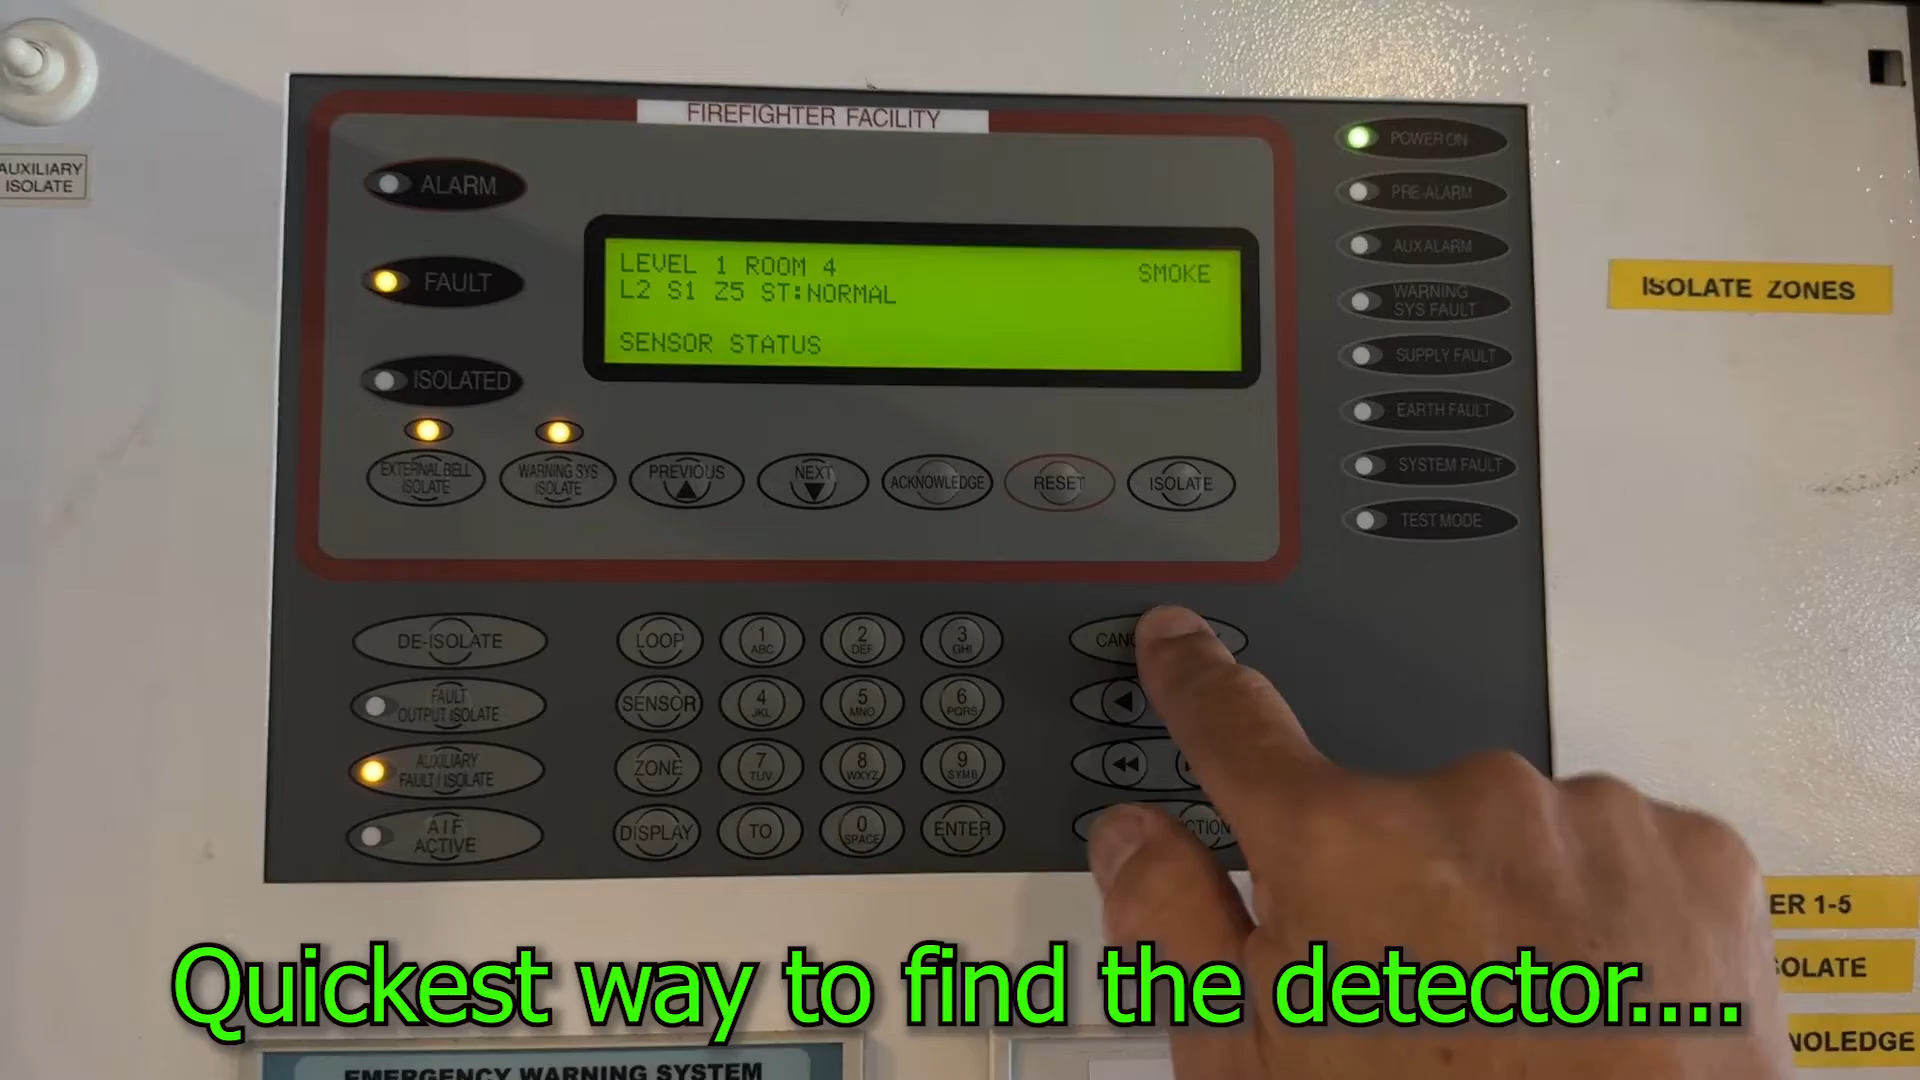 FIREFIGHTER FACILITY
AUXILIARY
ISOLATE
ALARM
FAULT
ISOLATED
LEVEL 1 ROOM 4 SMOKE
L2 S1 Z5 ST:NORMAL
SENSOR STATUS
POWER ON
PRE-ALARM
AUX ALARM
WARNING
SYS FAULT
SUPPLY FAULT
EARTH FAULT
SYSTEM FAULT
TEST MODE
ISOLATE ZONES
EXTERNAL BELL
ISOLATE
WARNING SYS
ISOLATE
PREVIOUS
NEXT
ACKNOWLEDGE
RESET
ISOLATE
DE-ISOLATE
FAULT
OUTPUT ISOLATE
AUXILIARY
FAULT/ISOLATE
AIF
ACTIVE
LOOP
1
ABC
2
DEF
3
GHI
SENSOR
4
JKL
5
MNO
6
PQRS
ZONE
7
TUV
8
WXYZ
9
SYMB
DISPLAY
TO
0
SPACE
ENTER
CANC
CTION
ER 1-5
SOLATE
NOLEDGE
Quickest way to find the detector....
EMERGENCY WARNING SYSTEM